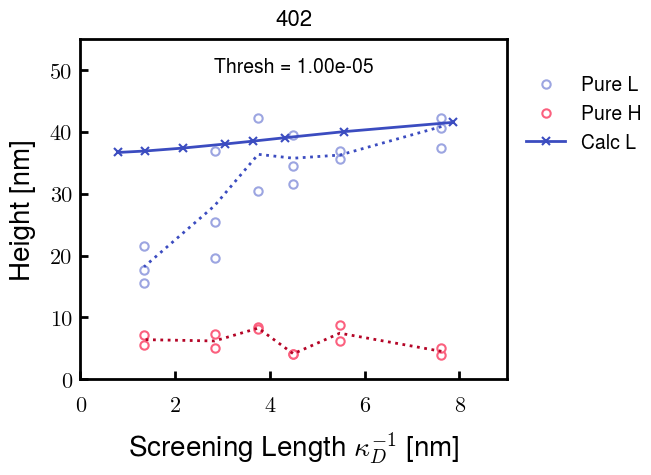 402
Thresh = 1.00e-05
50
40
30
20
10
0
Height [nm]
0 2 4 6 8
Screening Length κ_D^{-1} [nm]
Pure L
Pure H
Calc L